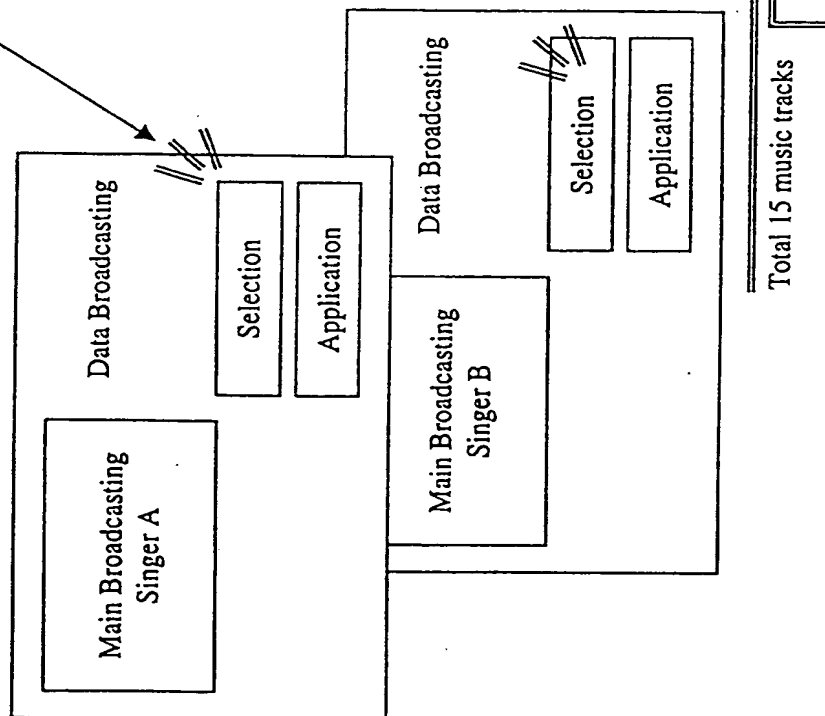 Main Broadcasting
Singer A
Data Broadcasting
Selection
Application
Main Broadcasting
Singer B
Data Broadcasting
Selection
Application
Total 15 music tracks